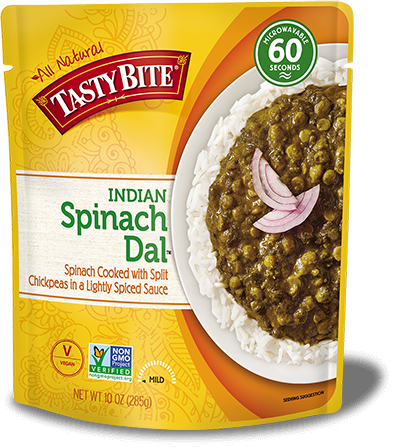 All Natural
TASTY BITE
MICROWAVABLE
60
SECONDS
INDIAN
Spinach
Dal™
Spinach Cooked with Split
Chickpeas in a Lightly Spiced Sauce
V
VEGAN
NON
GMO
Project
VERIFIED
nongmoproject.org
MILD
NET WT 10 OZ (285g)
SERVING SUGGESTION